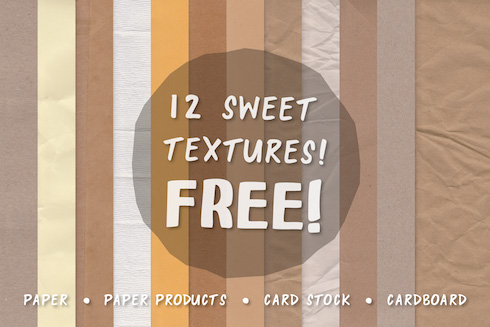 12 SWEET
TEXTURES!
FREE!
PAPER • PAPER PRODUCTS • CARD STOCK • CARDBOARD